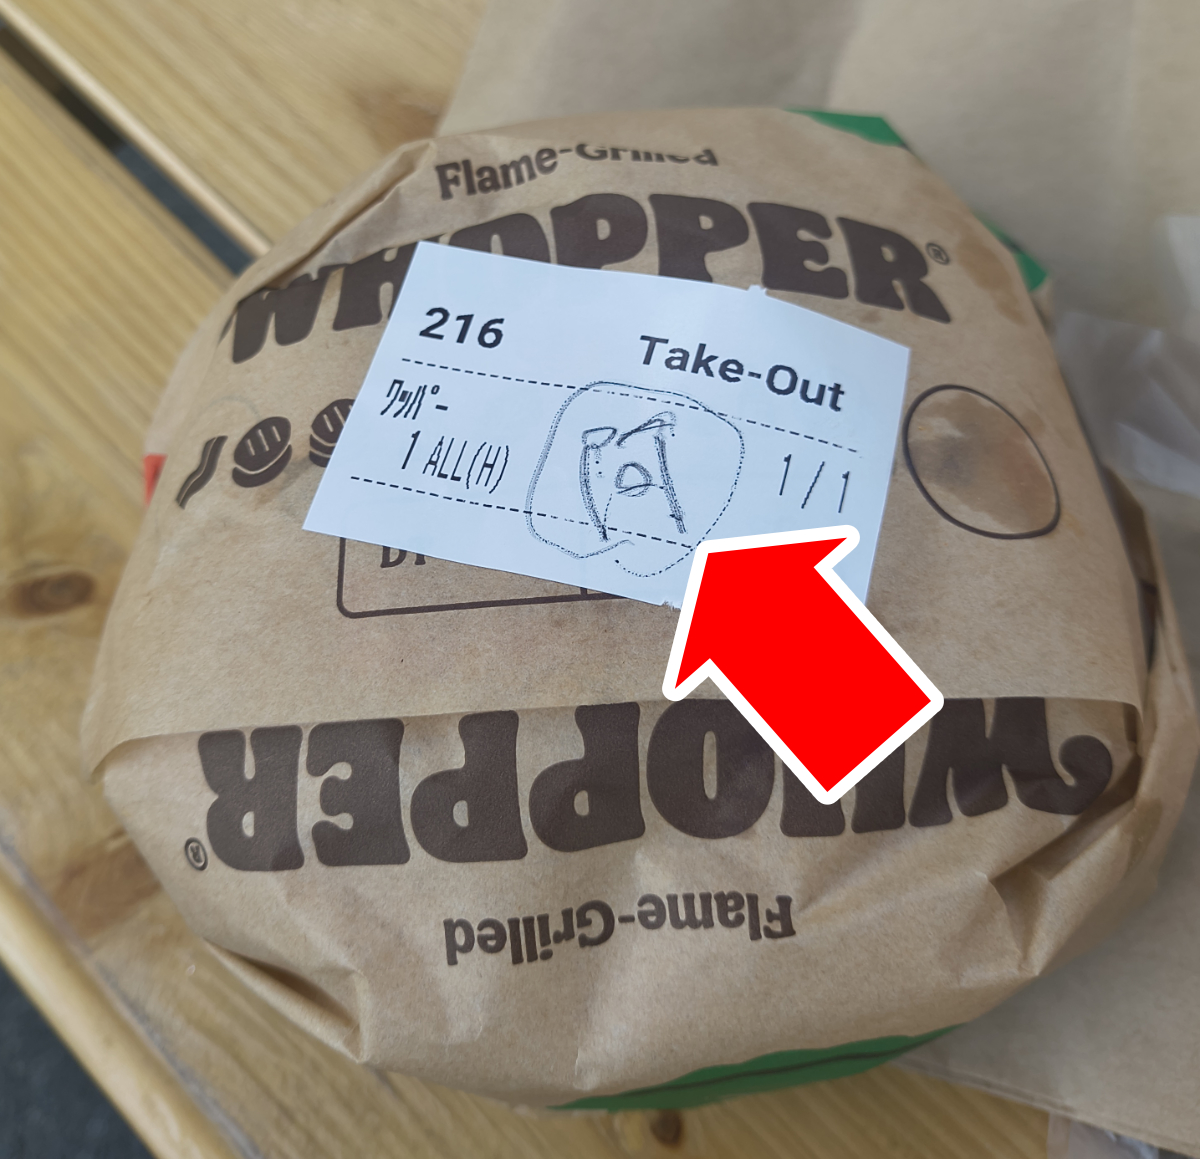 Flame-Grilled
WHOPPER®
216 Take-Out
ワッパー
1 ALL(H) 1/1
WHOPPER®
Flame-Grilled